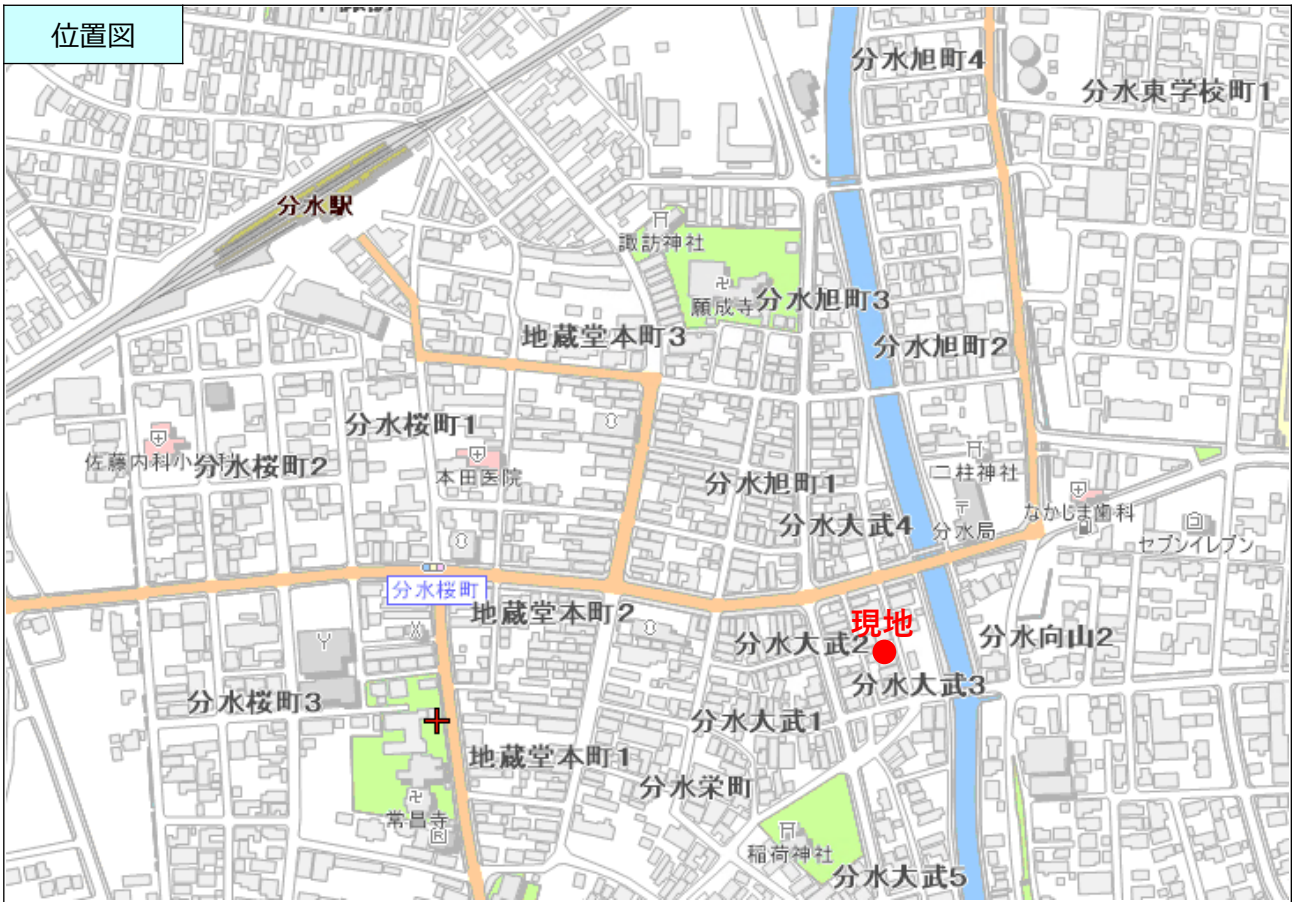 位置図
分水旭町4
分水東学校町1
分水駅
諏訪神社
願成寺
分水旭町3
地蔵堂本町3
分水旭町2
分水桜町1
佐藤内科小
分水桜町2
本田医院
分水旭町1
二柱神社
分水大武4
分水局
なかじま歯科
セブンイレブン
分水桜町
地蔵堂本町2
現地
分水大武2
分水向山2
分水大武3
分水桜町3
分水大武1
地蔵堂本町1
分水栄町
常昌寺
稲荷神社
分水大武5